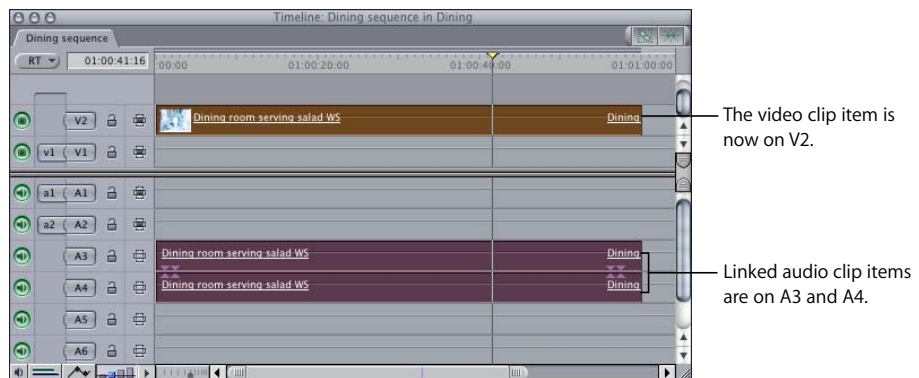 Timeline: Dining sequence in Dining
Dining sequence
RT 01:00:41:16 :00:00 01:00:20:00 01:00:40:00 01:01:00:00
V2 Dining room serving salad WS Dining
The video clip item is
now on V2.
v1 V1
a1 A1
a2 A2
A3 Dining room serving salad WS Dining
A4 Dining room serving salad WS Dining
Linked audio clip items
are on A3 and A4.
A5
A6